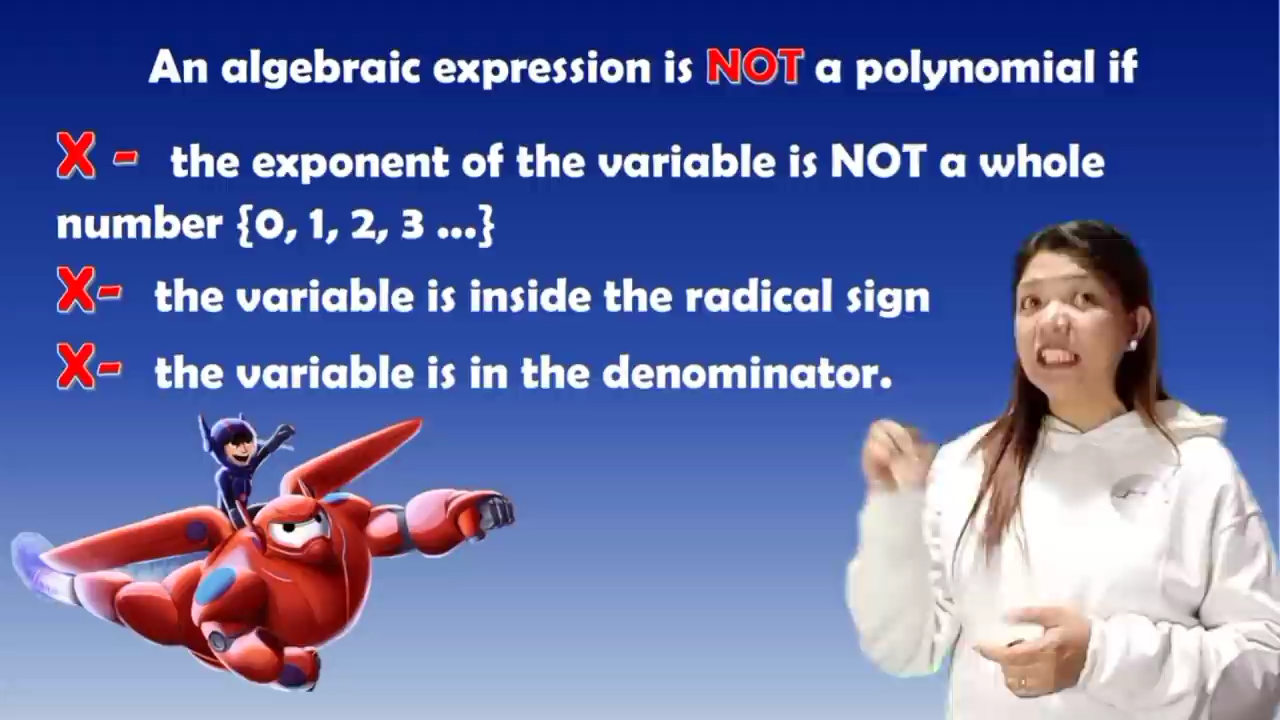 An algebraic expression is NOT a polynomial if
X - the exponent of the variable is NOT a whole
number {0, 1, 2, 3 ...}
X- the variable is inside the radical sign
X- the variable is in the denominator.